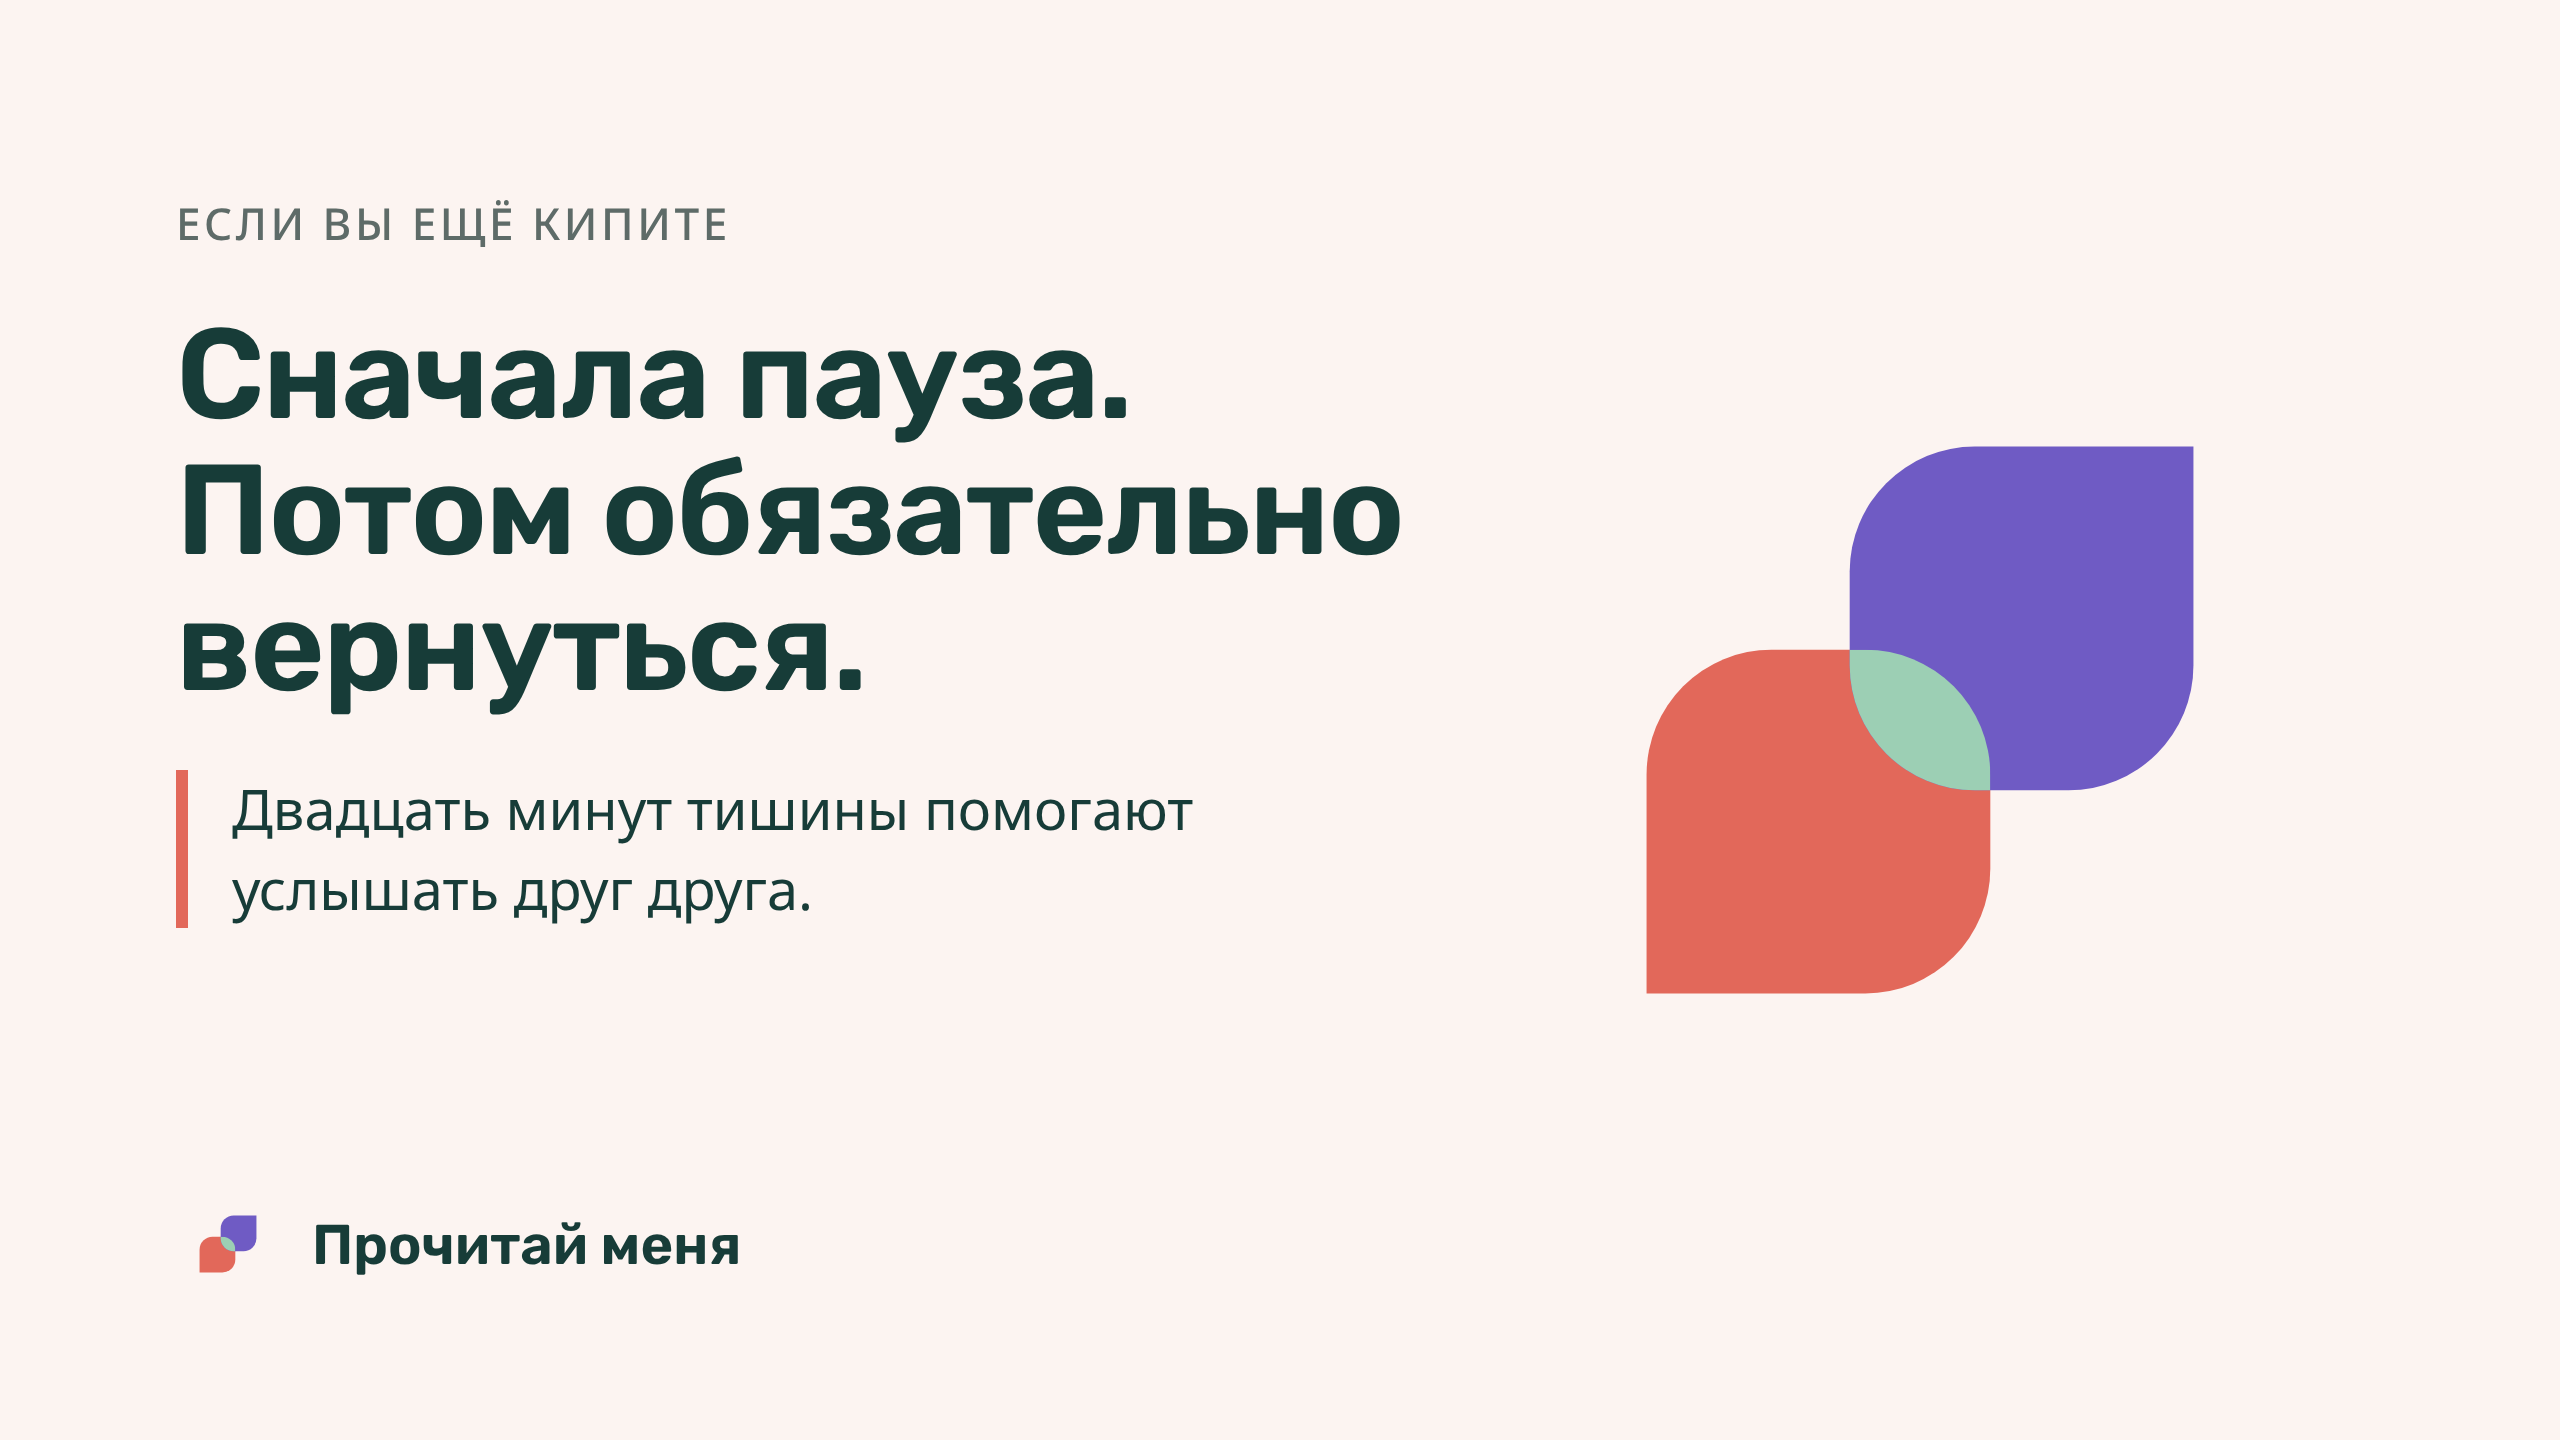 ЕСЛИ ВЫ ЕЩЁ КИПИТЕ
Сначала пауза.
Потом обязательно
вернуться.
Двадцать минут тишины помогают
услышать друг друга.
Прочитай меня